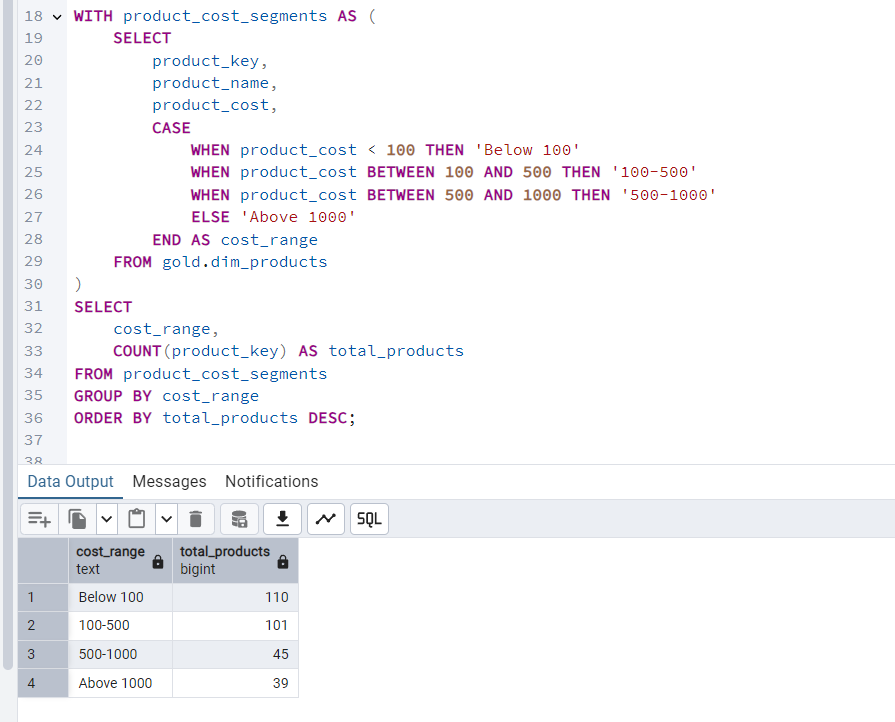 18 WITH product_cost_segments AS (
19 SELECT
20 product_key,
21 product_name,
22 product_cost,
23 CASE
24 WHEN product_cost < 100 THEN 'Below 100'
25 WHEN product_cost BETWEEN 100 AND 500 THEN '100-500'
26 WHEN product_cost BETWEEN 500 AND 1000 THEN '500-1000'
27 ELSE 'Above 1000'
28 END AS cost_range
29 FROM gold.dim_products
30 )
31 SELECT
32 cost_range,
33 COUNT(product_key) AS total_products
34 FROM product_cost_segments
35 GROUP BY cost_range
36 ORDER BY total_products DESC;
37
38
Data Output Messages Notifications
SQL
cost_range total_products
text bigint
1 Below 100 110
2 100-500 101
3 500-1000 45
4 Above 1000 39